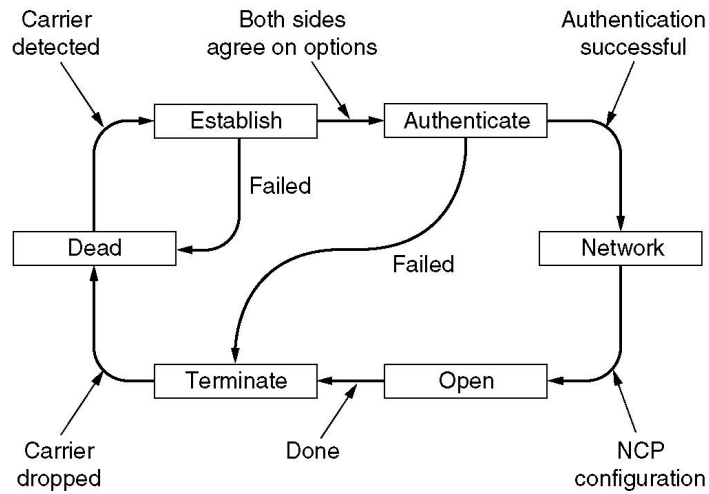 Carrier
detected
Both sides
agree on options
Authentication
successful
Establish
Authenticate
Failed
Dead
Failed
Network
Terminate
Open
Carrier
dropped
Done
NCP
configuration